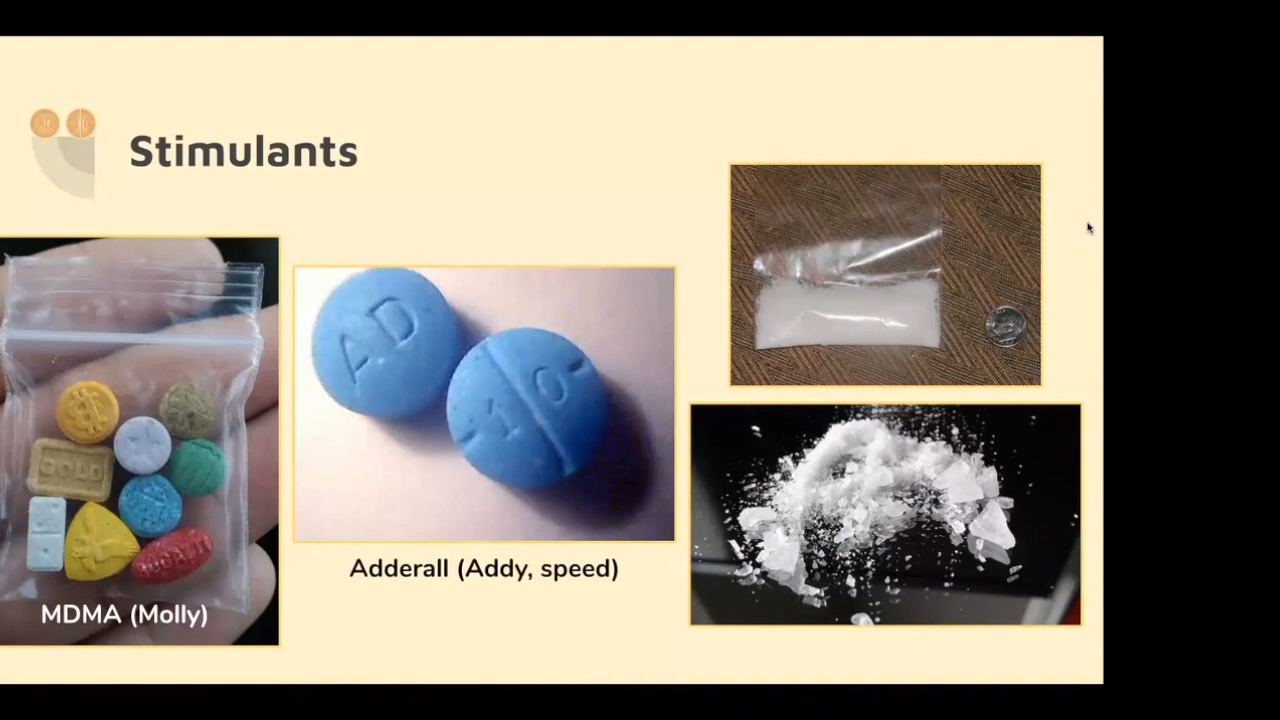 Stimulants
GOLD
AD
10
MDMA (Molly)
Adderall (Addy, speed)